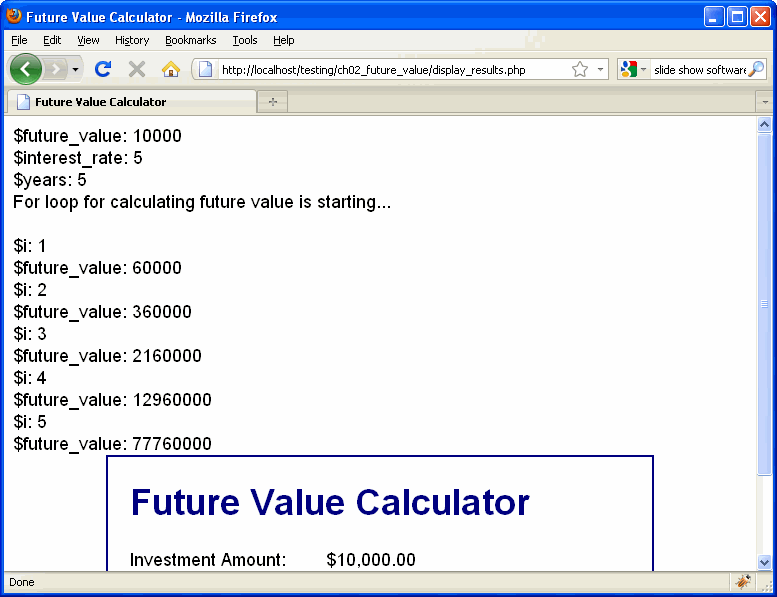 Future Value Calculator - Mozilla Firefox
File Edit View History Bookmarks Tools Help
http://localhost/testing/ch02_future_value/display_results.php slide show software
Future Value Calculator
$future_value: 10000
$interest_rate: 5
$years: 5
For loop for calculating future value is starting...
$i: 1
$future_value: 60000
$i: 2
$future_value: 360000
$i: 3
$future_value: 2160000
$i: 4
$future_value: 12960000
$i: 5
$future_value: 77760000
Future Value Calculator
Investment Amount: $10,000.00
Done